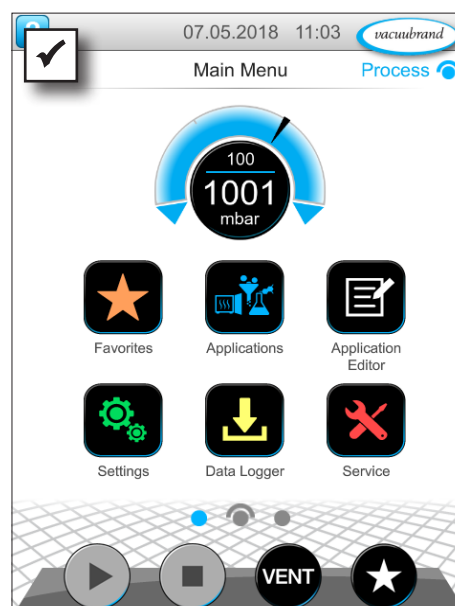 07.05.2018 11:03 vacuubrand
Main Menu Process
100
1001
mbar
Favorites Applications Application
Editor
Settings Data Logger Service
VENT